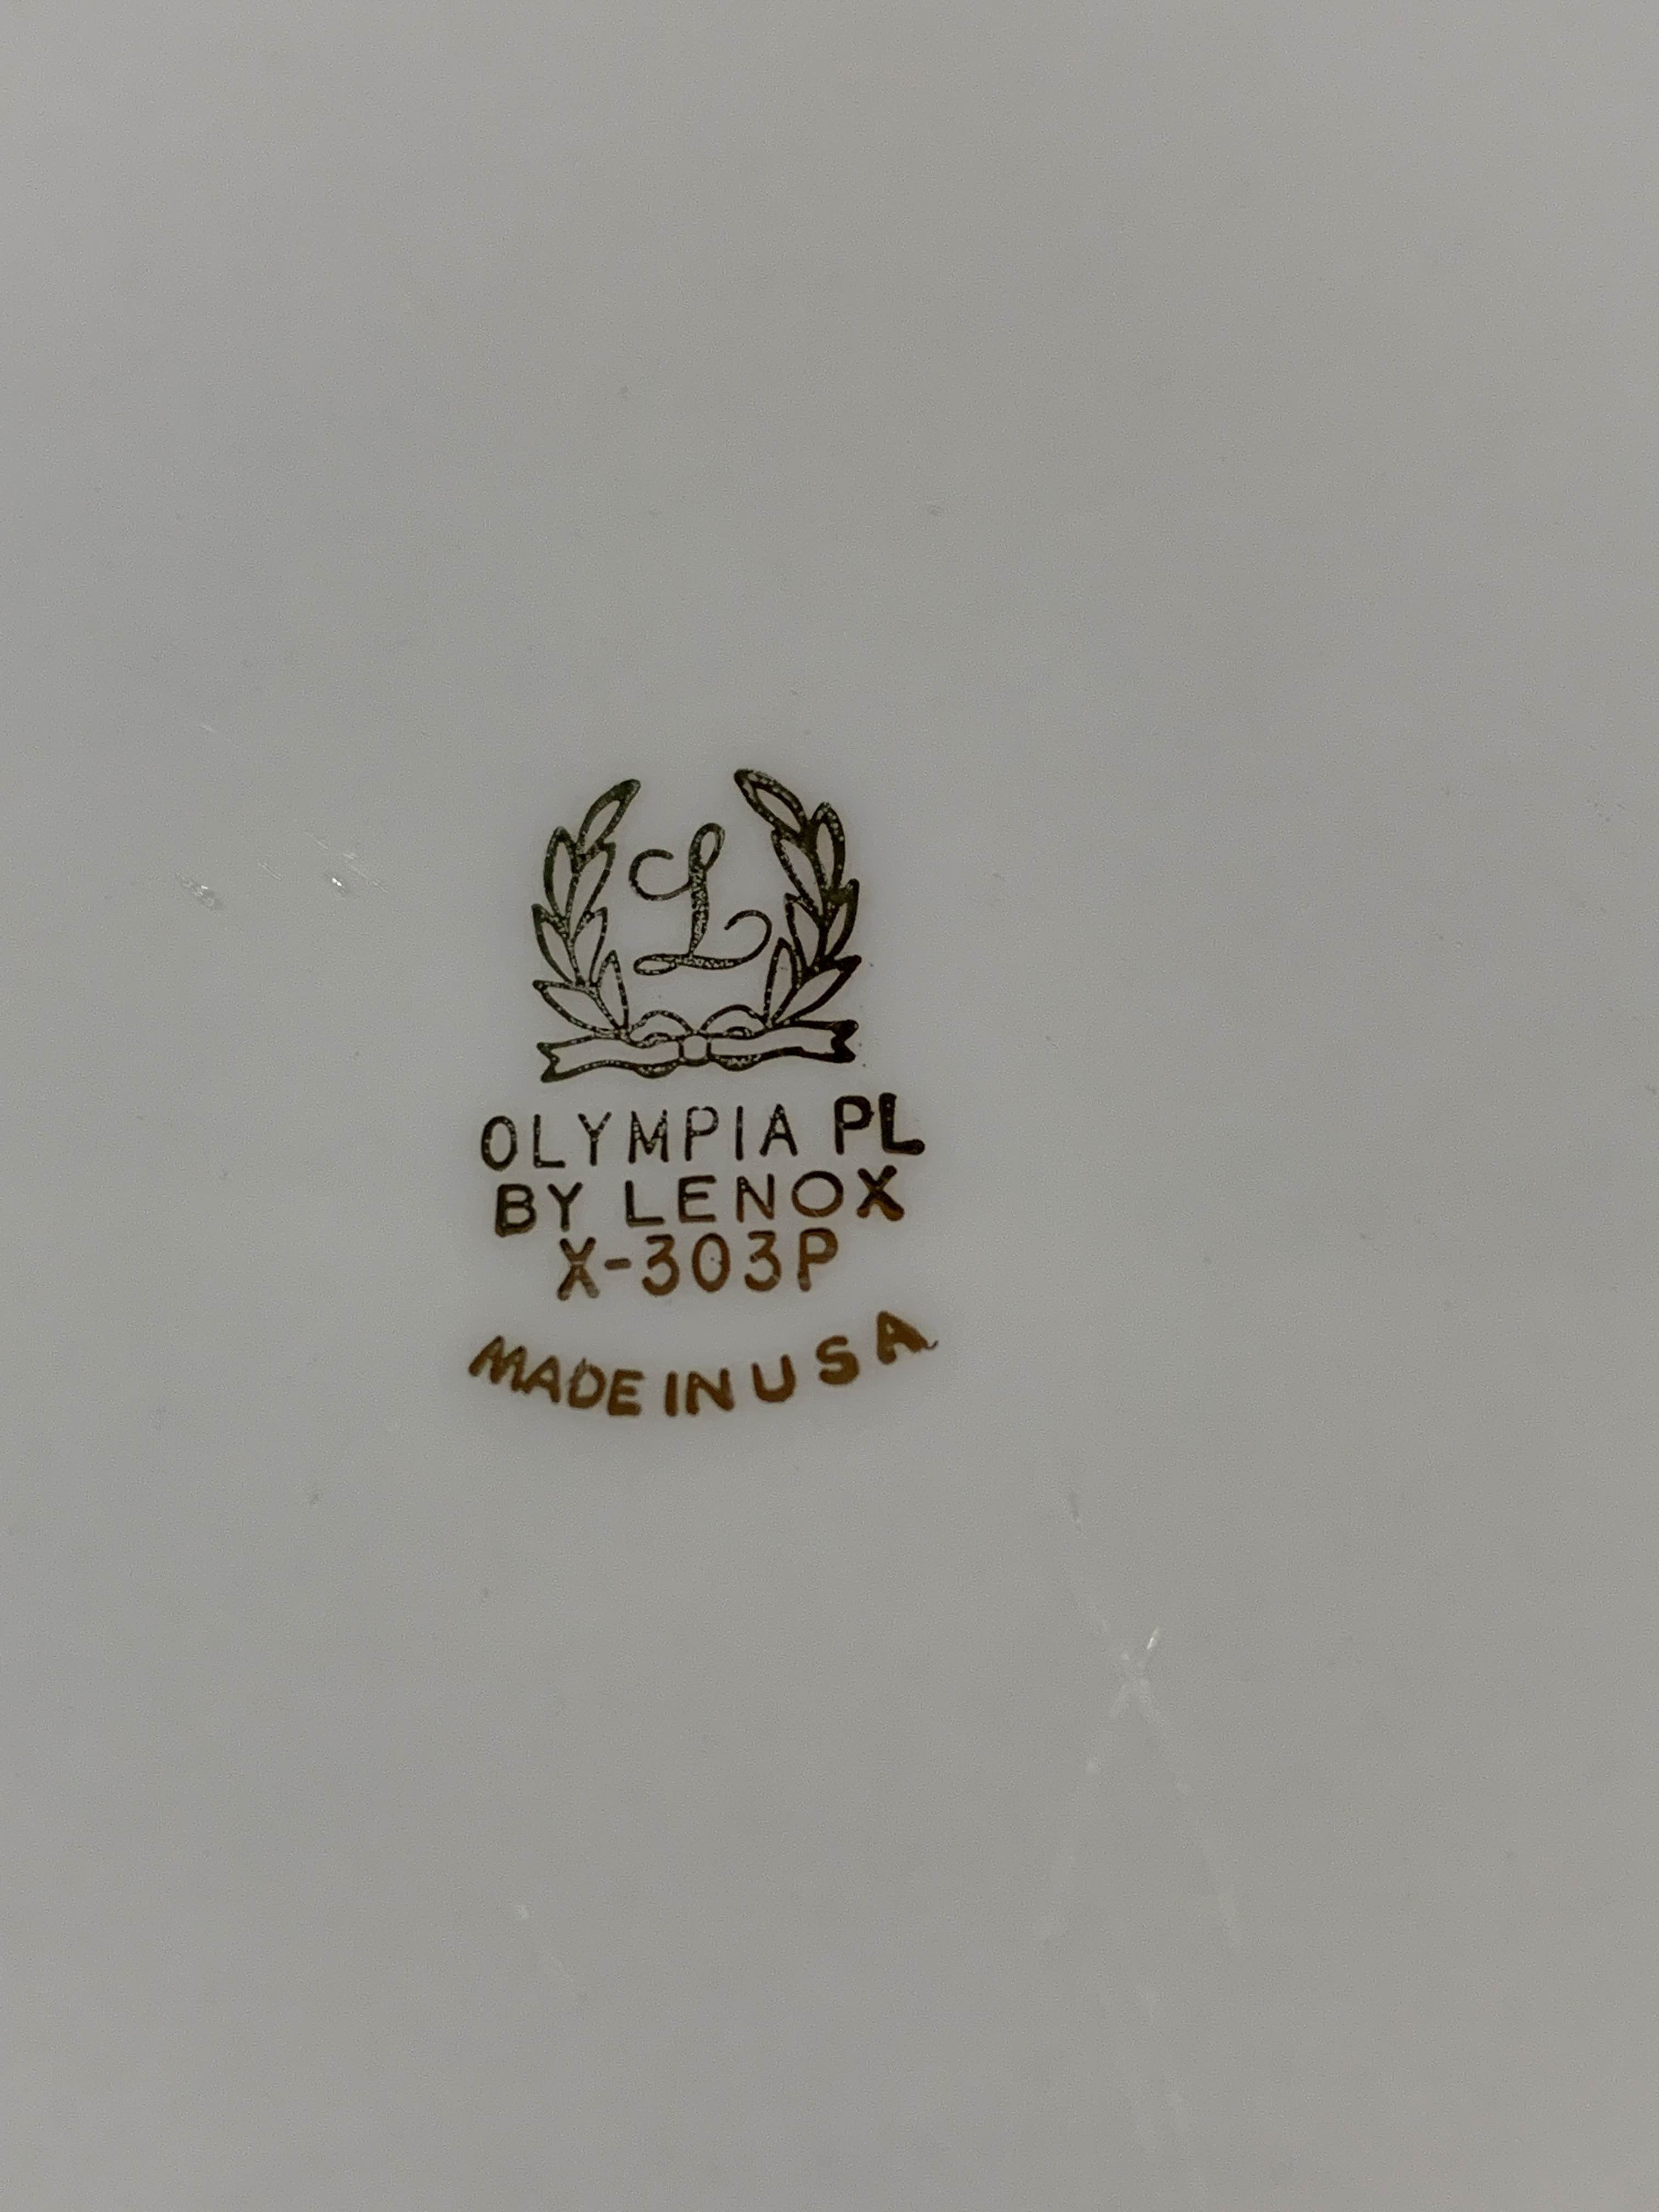 L
OLYMPIA PL
BY LENOX
X-303P
MADE IN USA